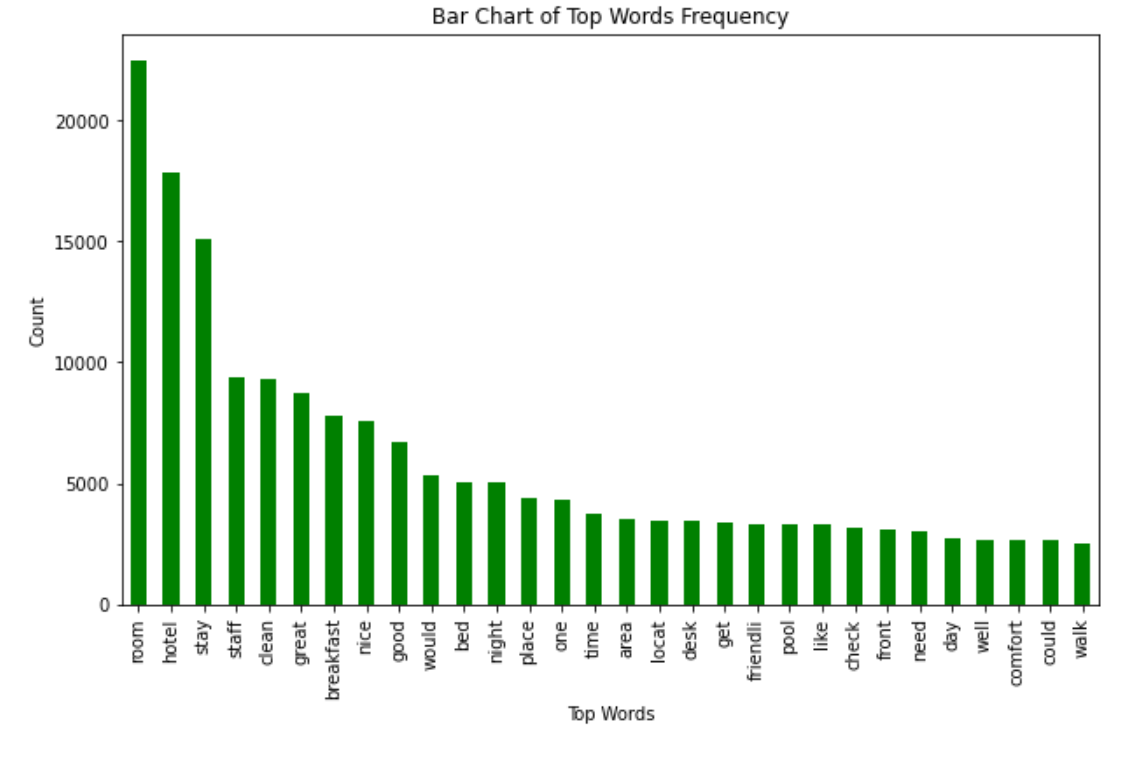 Bar Chart of Top Words Frequency
20000
15000
10000
5000
0
Count
room
hotel
stay
staff
clean
great
breakfast
nice
good
would
bed
night
place
one
time
area
locat
desk
get
friendli
pool
like
check
front
need
day
well
comfort
could
walk
Top Words